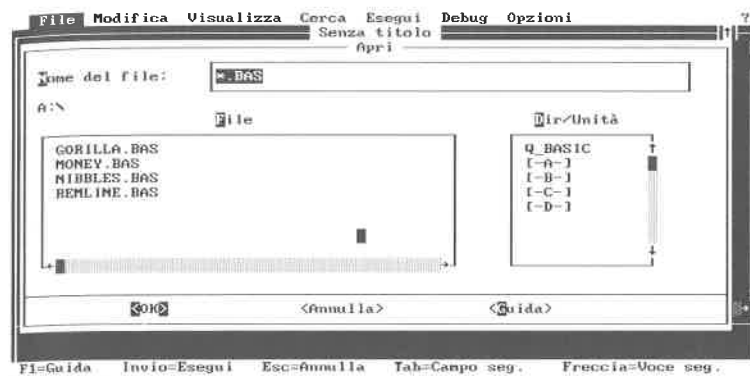 File Modifica Visualizza Cerca Esegui Debug Opzioni ?
Senza titolo
Apri
Nome del file: *.BAS
A:\
File Dir/Unità
GORILLA.BAS
MONEY.BAS
NIBBLES.BAS
REMLINE.BAS
Q_BASIC
[-A-]
[-B-]
[-C-]
[-D-]
<OK> <Annulla> <Guida>
F1=Guida Invio=Esegui Esc=Annulla Tab=Campo seg. Freccia=Voce seg.